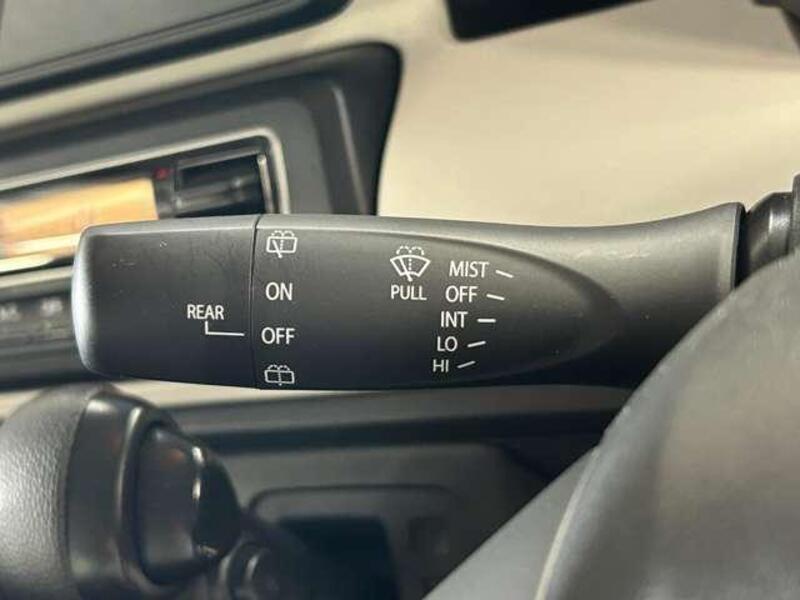 REAR
ON
OFF
PULL
MIST
OFF
INT
LO
HI